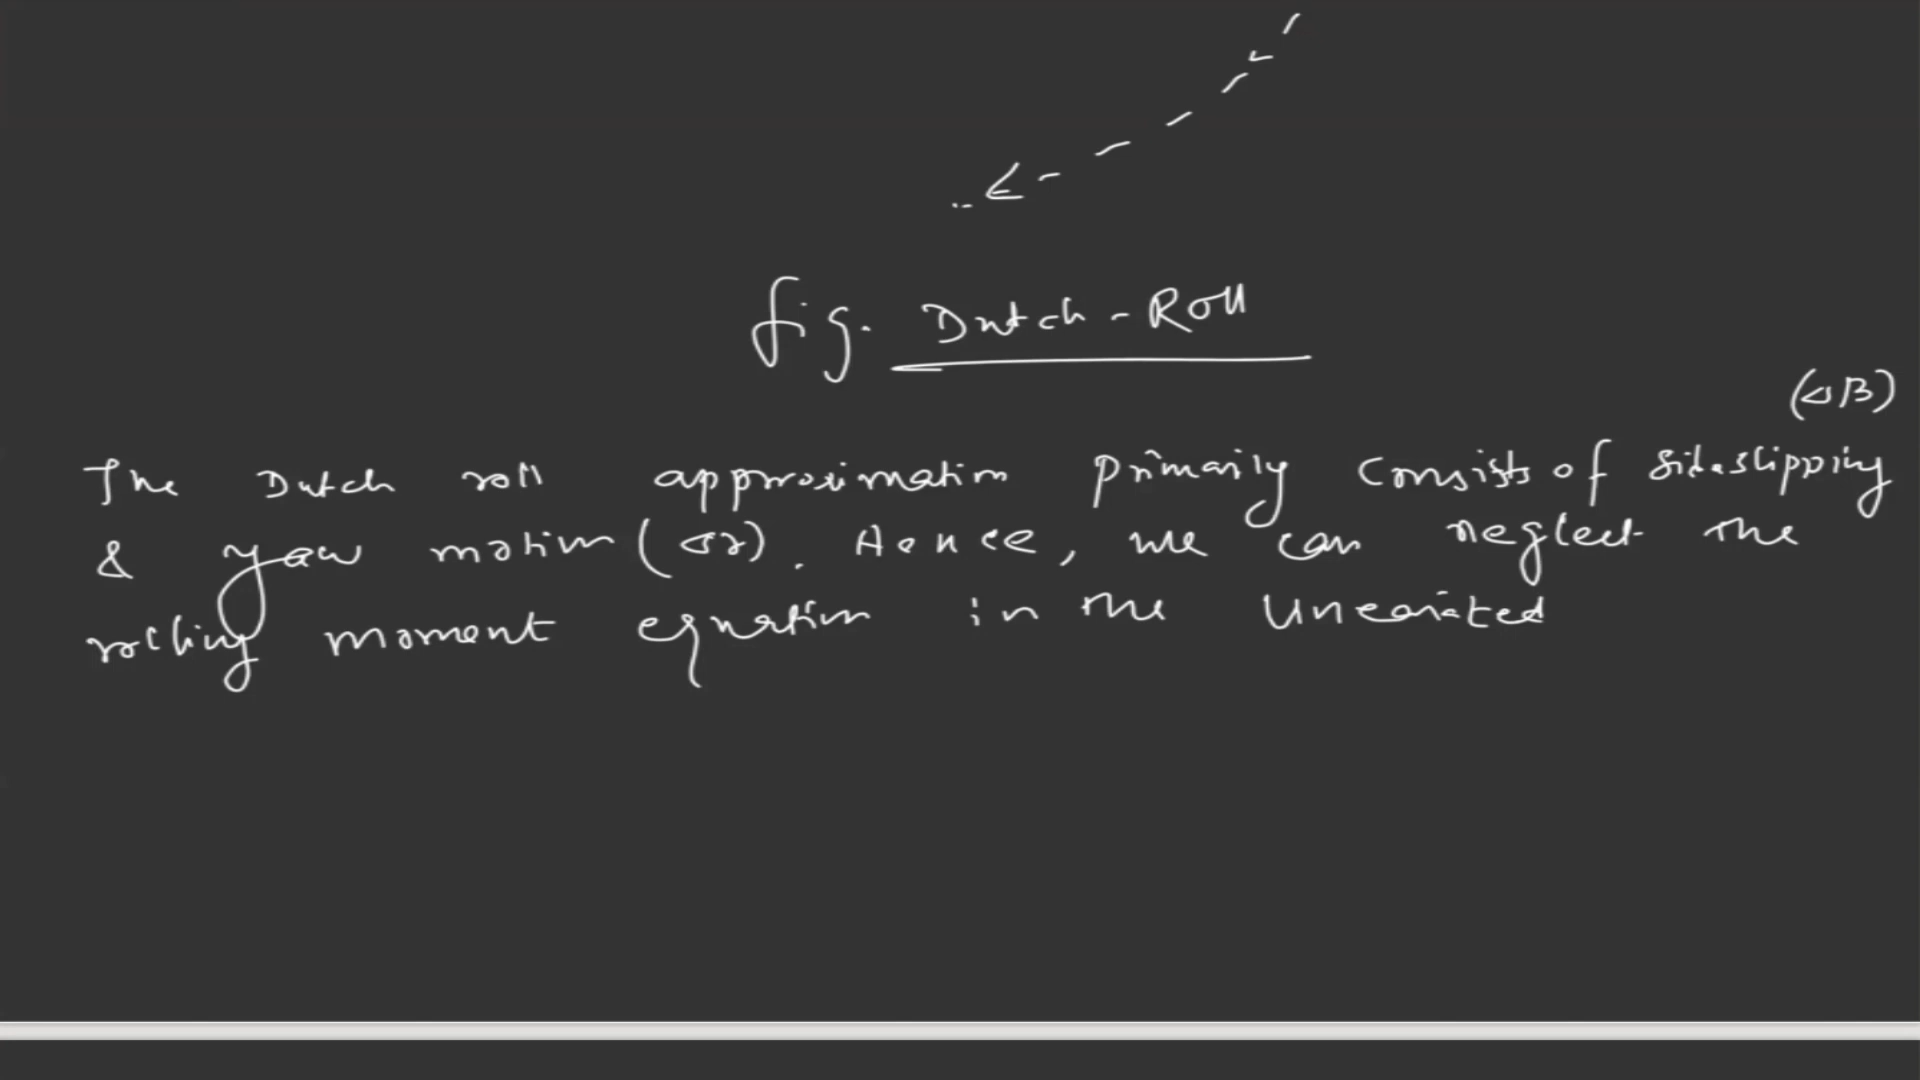 fig. Dutch-Roll
(ΔB)
The Dutch roll approximation primarily consists of sideslipping
& yaw motion (Δr). Hence, we can neglect the
rolling moment equation in the Uneariated